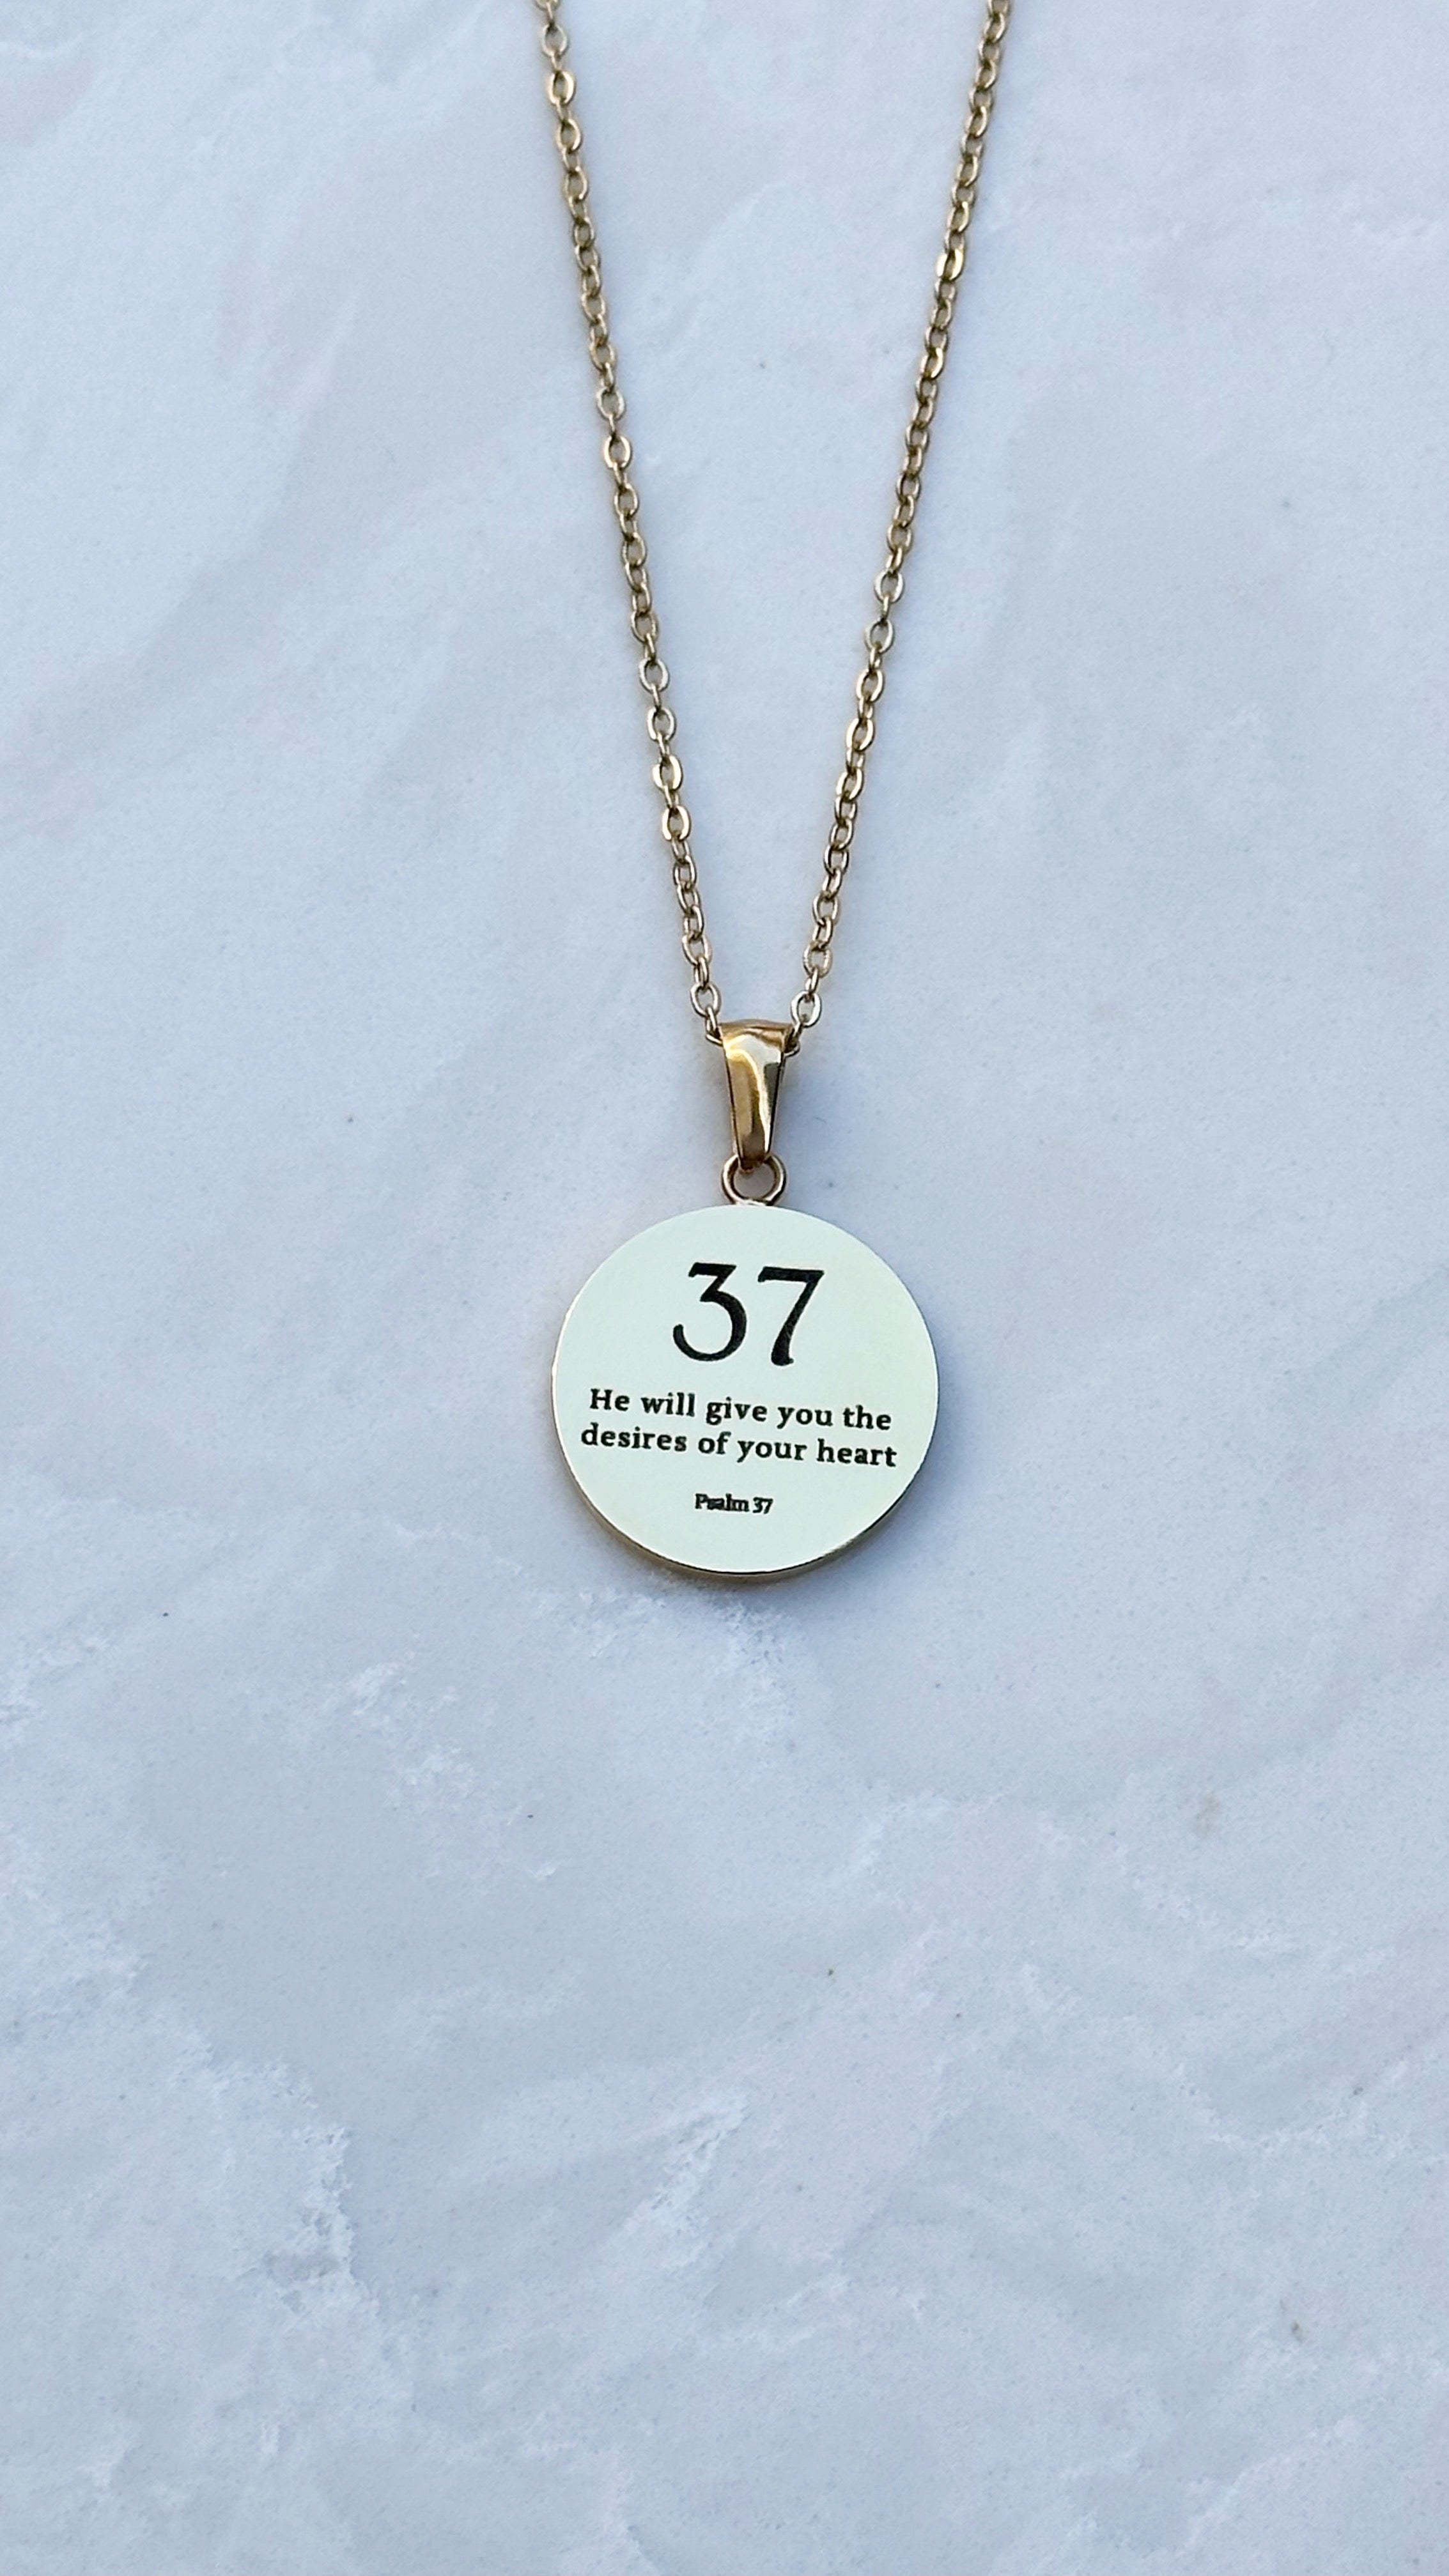 37
He will give you the
desires of your heart
Psalm 37